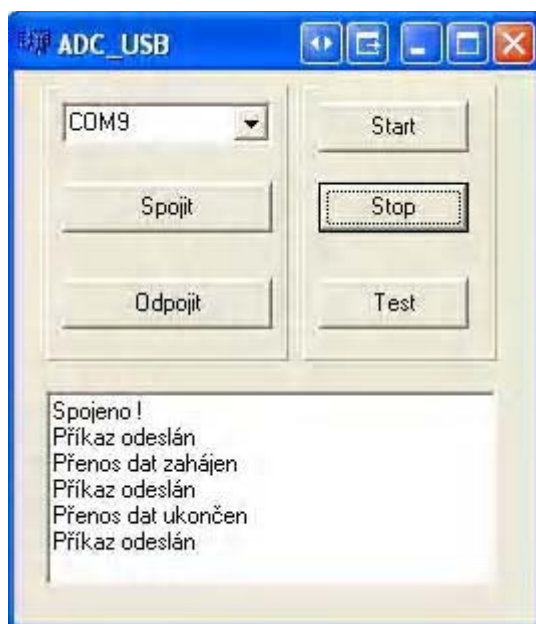 ADC_USB
COM9
Start
Spojit
Stop
Odpojit
Test
Spojeno !
Příkaz odeslán
Přenos dat zahájen
Příkaz odeslán
Přenos dat ukončen
Příkaz odeslán